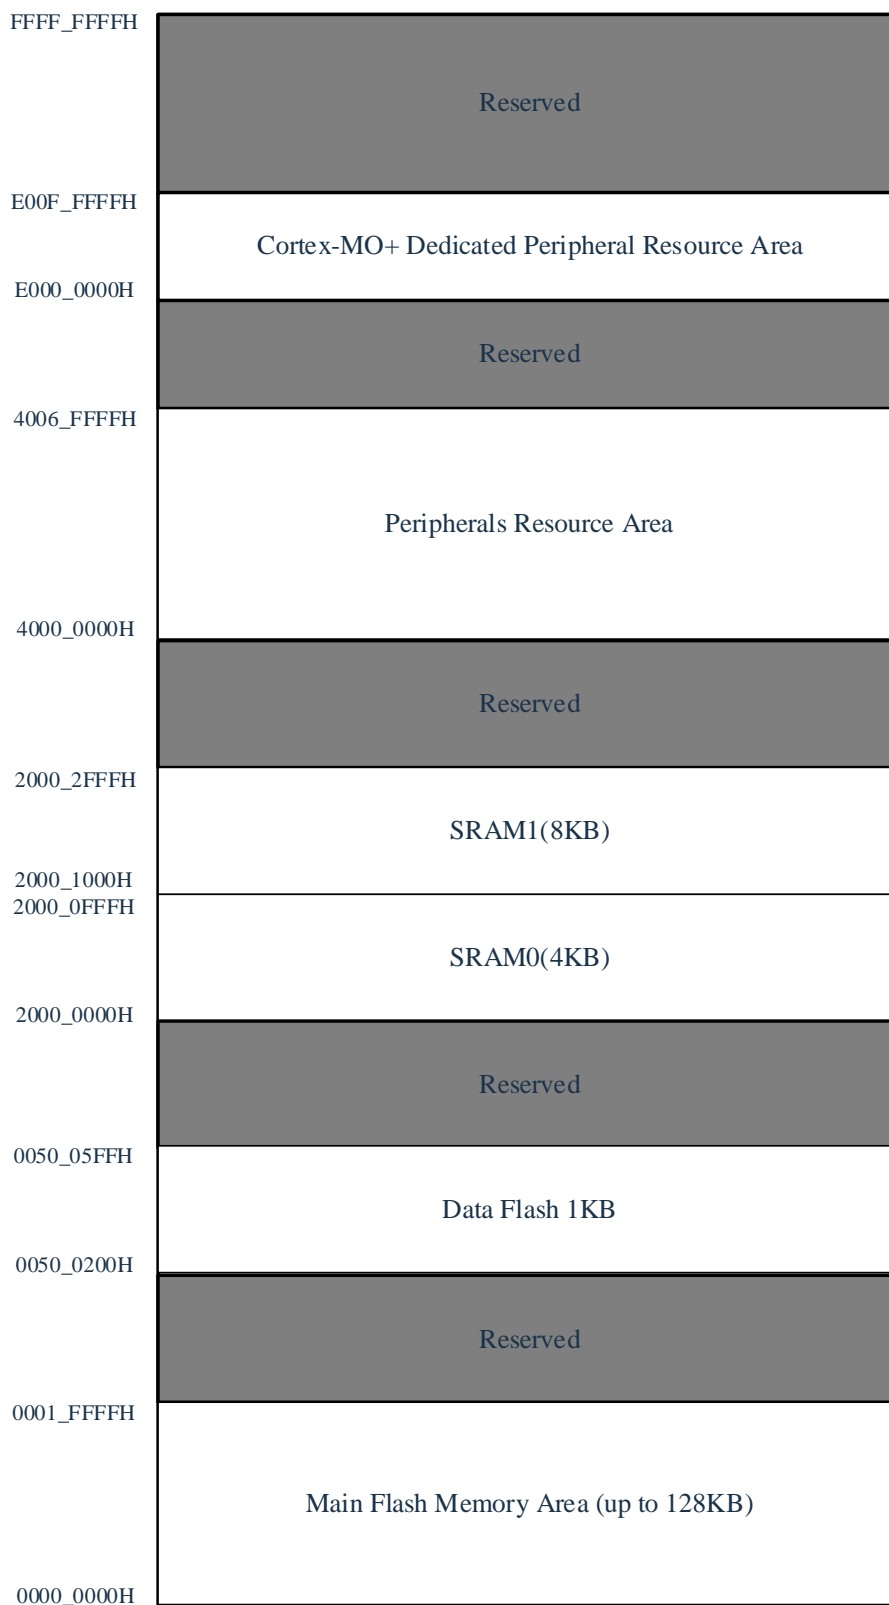 FFFF_FFFFH
Reserved
E00F_FFFFH
Cortex-MO+ Dedicated Peripheral Resource Area
E000_0000H
Reserved
4006_FFFFH
Peripherals Resource Area
4000_0000H
Reserved
2000_2FFFH
SRAM1(8KB)
2000_1000H
2000_0FFFH
SRAM0(4KB)
2000_0000H
Reserved
0050_05FFH
Data Flash 1KB
0050_0200H
Reserved
0001_FFFFH
Main Flash Memory Area (up to 128KB)
0000_0000H